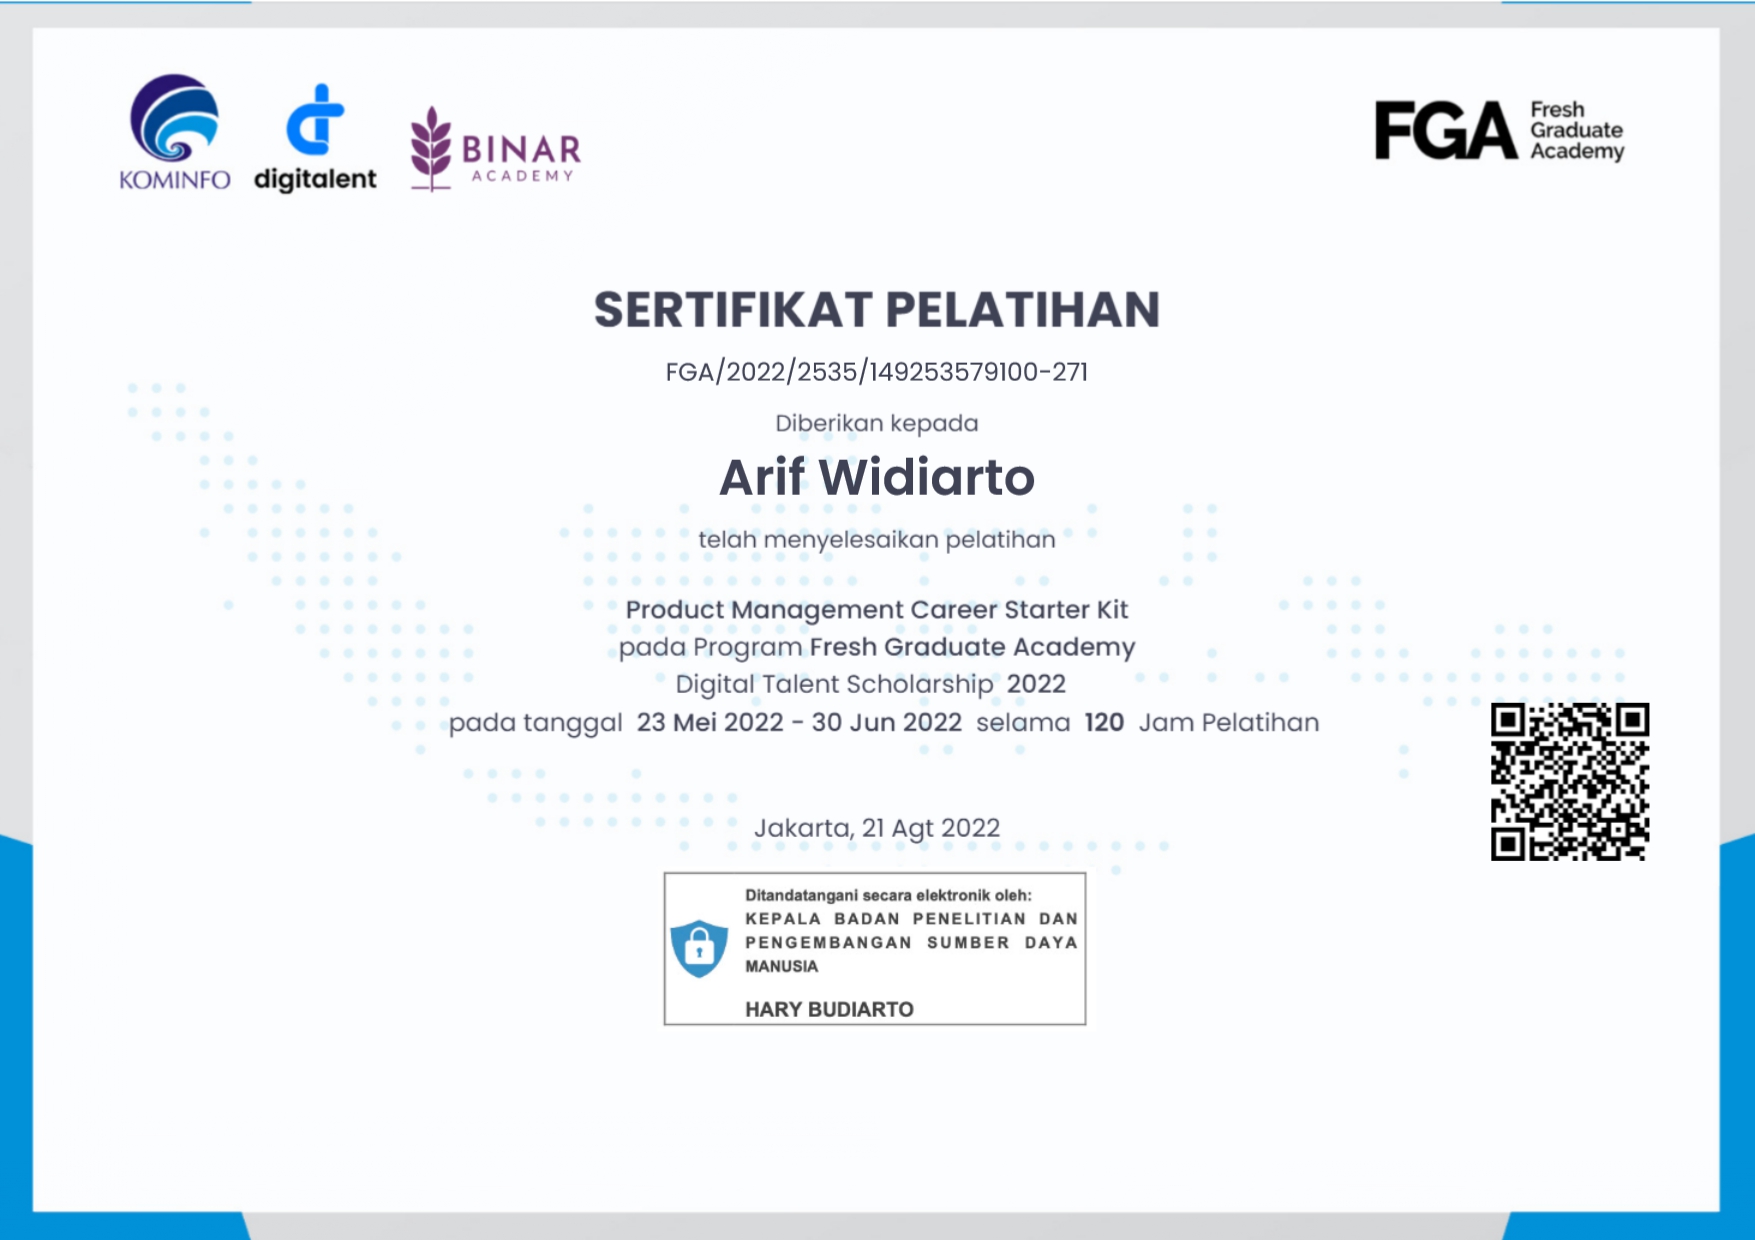 KOMINFO
digitalent
BINAR
ACADEMY
FGA
Fresh
Graduate
Academy
SERTIFIKAT PELATIHAN
FGA/2022/2535/149253579100-271
Diberikan kepada
Arif Widiarto
telah menyelesaikan pelatihan
Product Management Career Starter Kit
pada Program Fresh Graduate Academy
Digital Talent Scholarship 2022
pada tanggal 23 Mei 2022 - 30 Jun 2022 selama 120 Jam Pelatihan
Jakarta, 21 Agt 2022
Ditandatangani secara elektronik oleh:
KEPALA BADAN PENELITIAN DAN
PENGEMBANGAN SUMBER DAYA
MANUSIA
HARY BUDIARTO